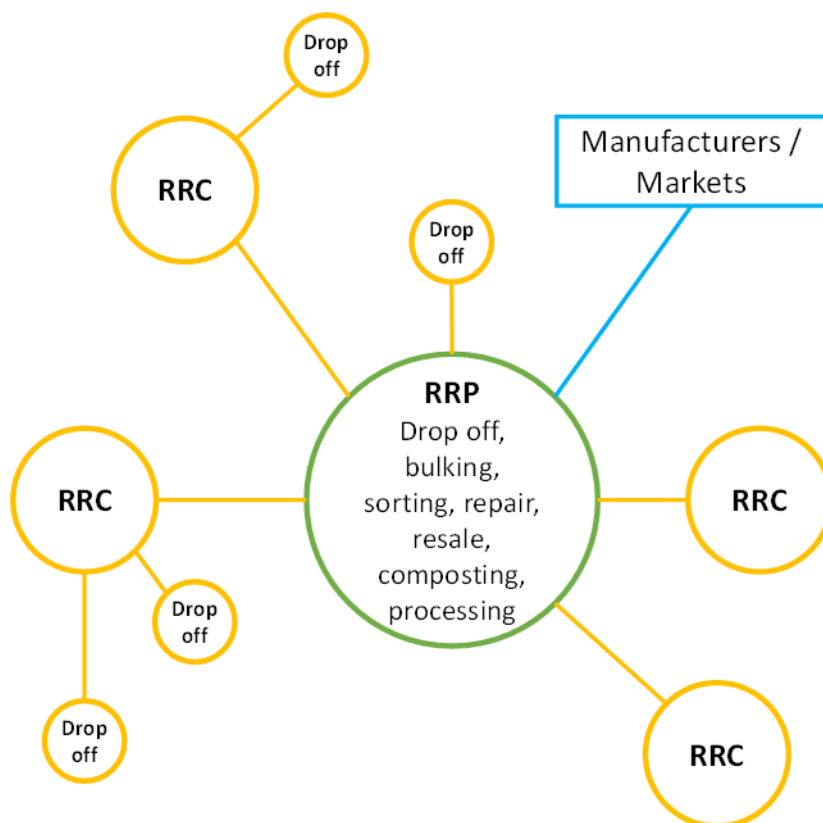 Drop
off
RRC
Manufacturers /
Markets
Drop
off
RRP
Drop off,
bulking,
sorting, repair,
resale,
composting,
processing
RRC
RRC
Drop
off
Drop
off
RRC